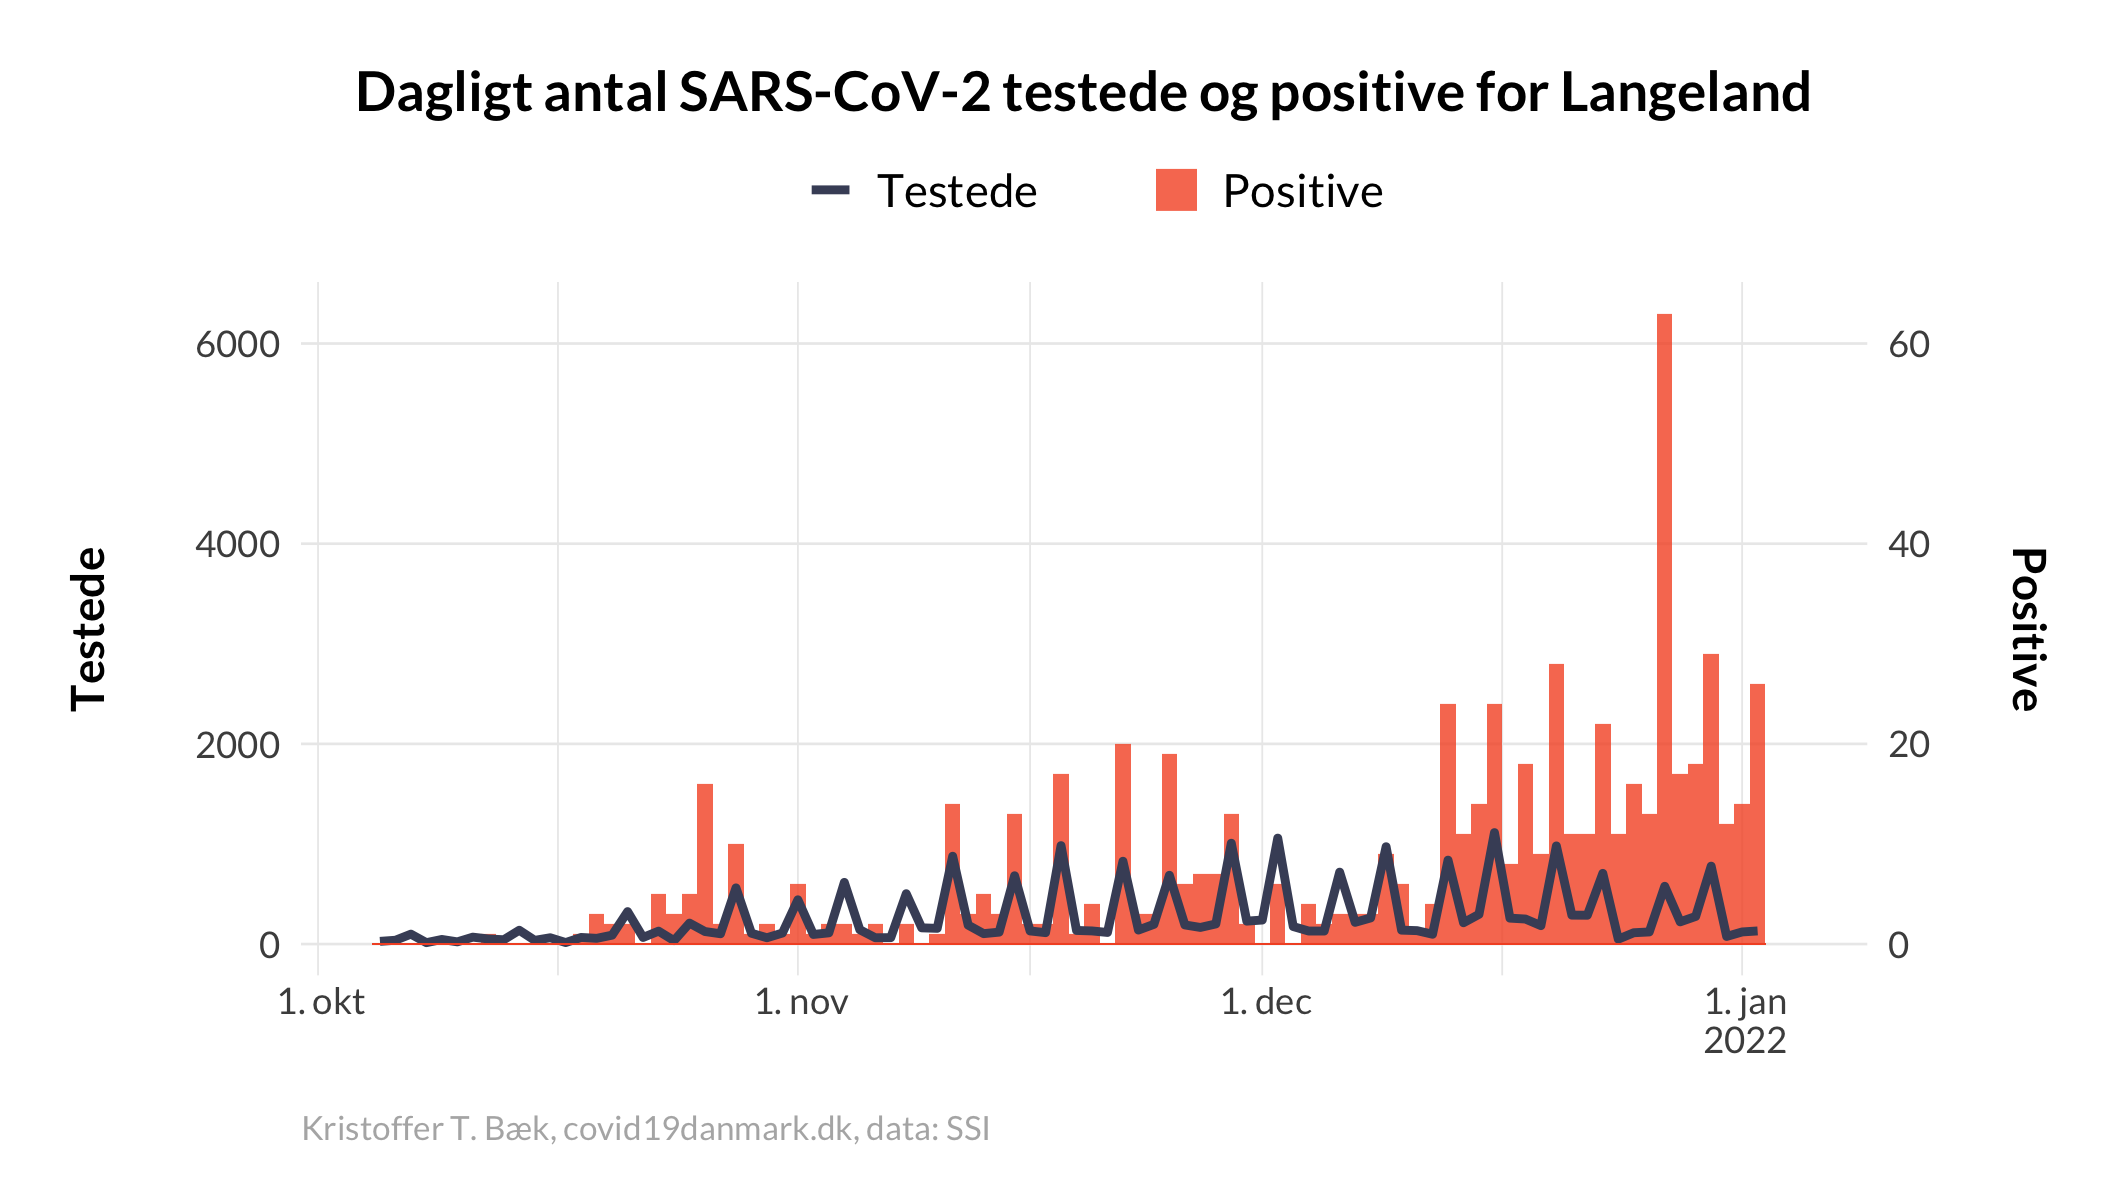 Dagligt antal SARS-CoV-2 testede og positive for Langeland
Testede
Positive
6000
4000
2000
0
60
40
20
0
Testede
Positive
1. okt
1. nov
1. dec
1. jan
2022
Kristoffer T. Bæk, covid19danmark.dk, data: SSI